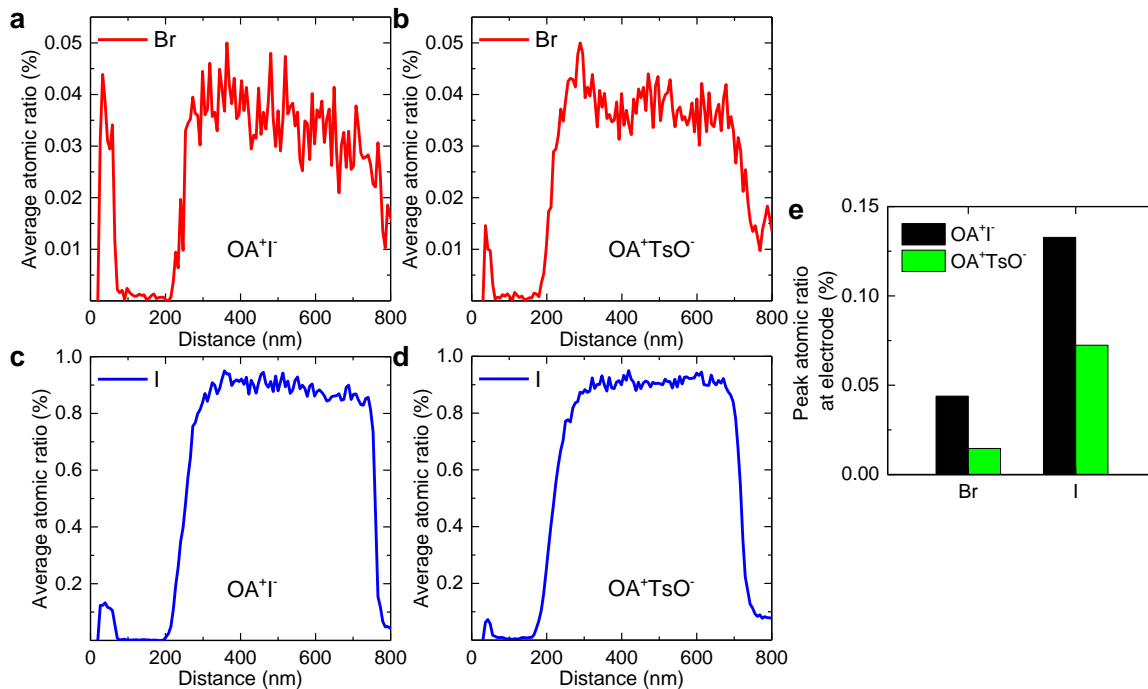 a
Br
Average atomic ratio (%)
0.05
0.04
0.03
0.02
0.01
OA⁺I⁻
0 200 400 600 800
Distance (nm)
b
Br
Average atomic ratio (%)
0.05
0.04
0.03
0.02
0.01
OA⁺TsO⁻
0 200 400 600 800
Distance (nm)
c
I
Average atomic ratio (%)
1.0
0.8
0.6
0.4
0.2
OA⁺I⁻
0 200 400 600 800
Distance (nm)
d
I
Average atomic ratio (%)
1.0
0.8
0.6
0.4
0.2
OA⁺TsO⁻
0 200 400 600 800
Distance (nm)
e
OA⁺I⁻
OA⁺TsO⁻
Peak atomic ratio
at electrode (%)
0.15
0.10
0.05
0.00
Br I